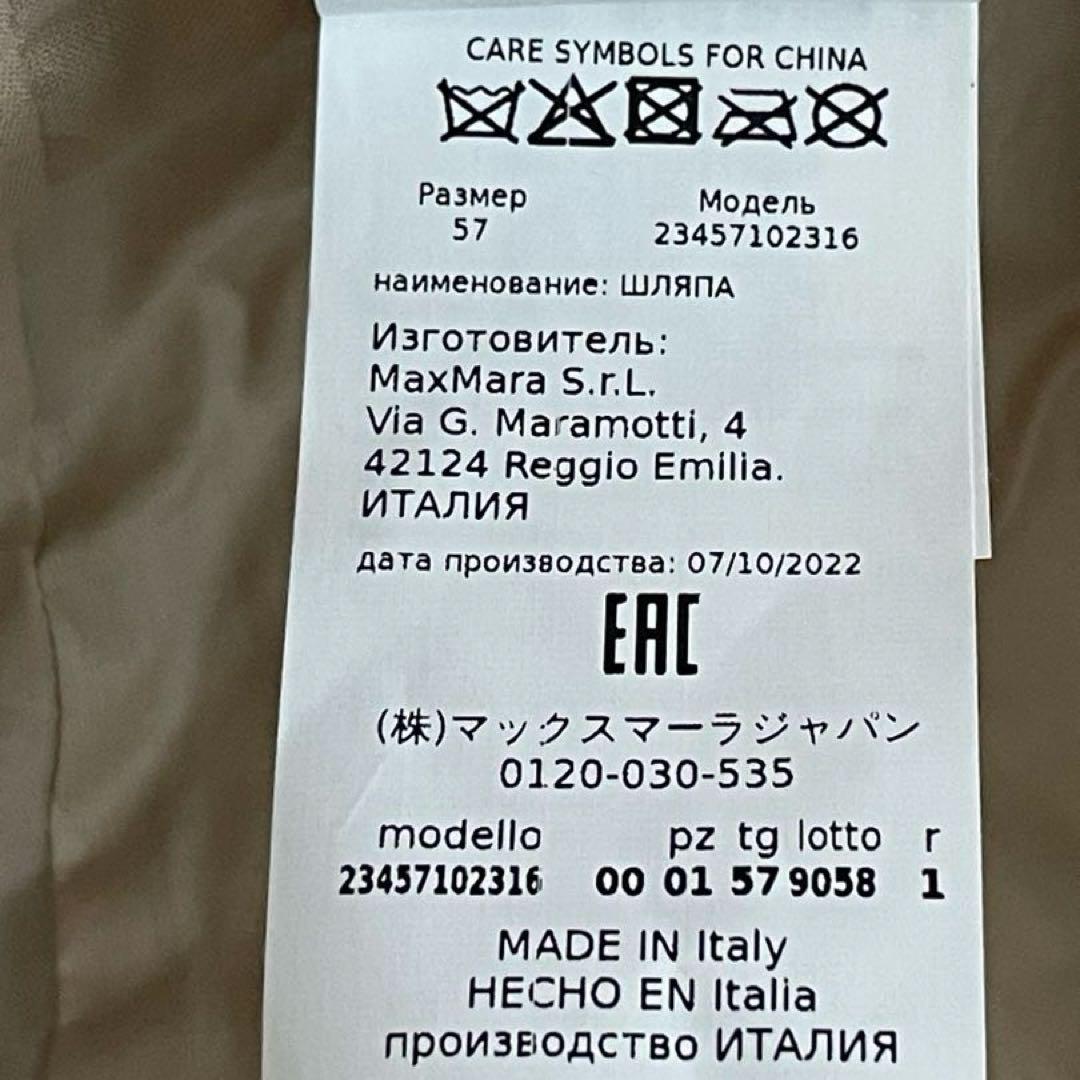 CARE SYMBOLS FOR CHINA
Размер Модель
57 23457102316
наименование: ШЛЯПА
Изготовитель:
MaxMara S.r.L.
Via G. Maramotti, 4
42124 Reggio Emilia.
ИТАЛИЯ
дата производства: 07/10/2022
EAC
(株)マックスマーラジャパン
0120-030-535
modello pz tg lotto r
23457102316 00 01 57 9058 1
MADE IN Italy
HECHO EN Italia
производство ИТАЛИЯ